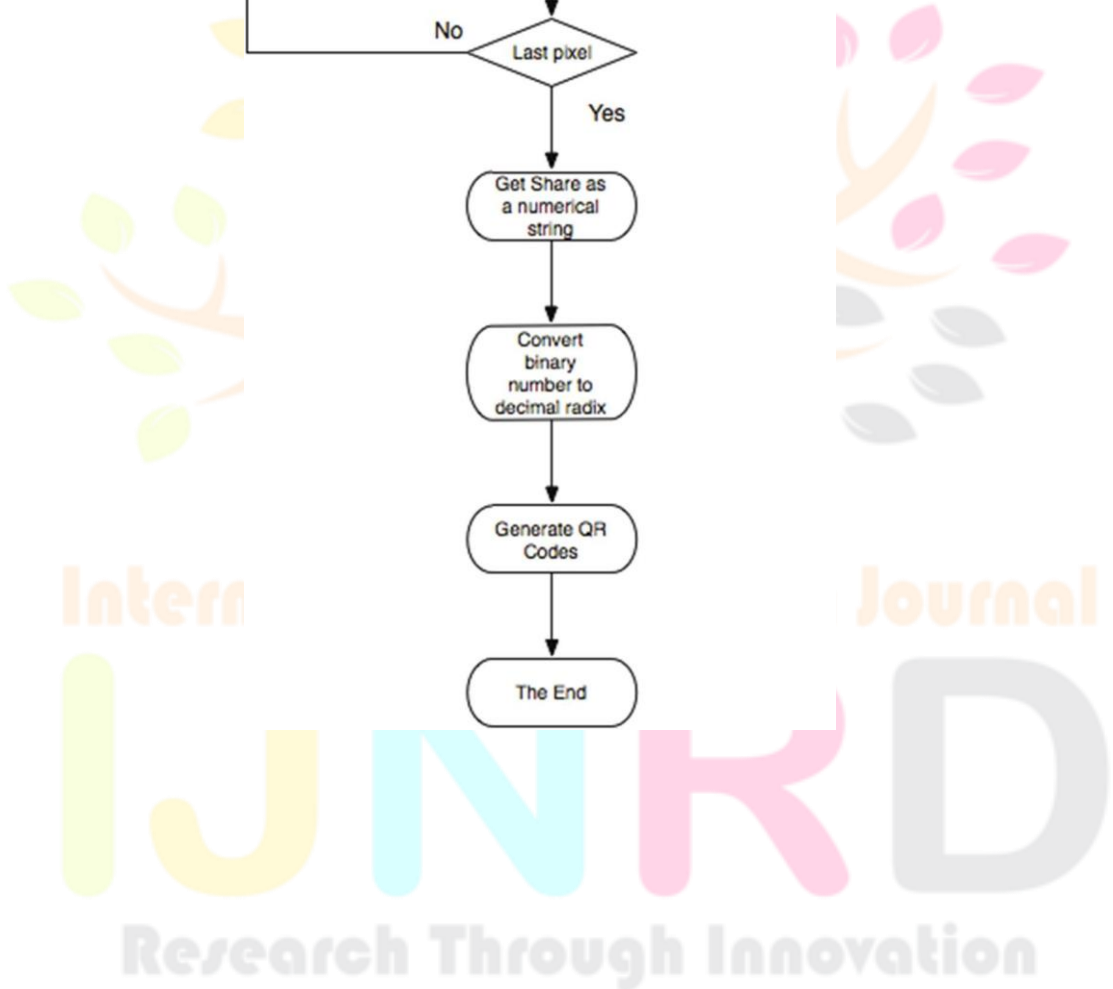 No
Last pixel
Yes
Get Share as
a numerical
string
Convert
binary
number to
decimal radix
Generate QR
Codes
Intern Journal
The End
IJNRD
Research Through Innovation